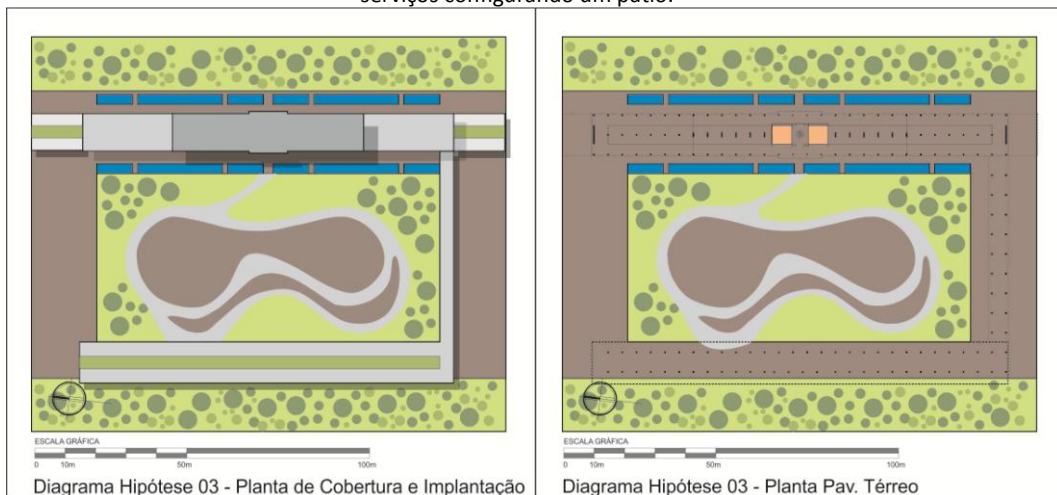 serviços configurando um pátio.
ESCALA GRÁFICA
0 10m 50m 100m
Diagrama Hipótese 03 - Planta de Cobertura e Implantação
ESCALA GRÁFICA
0 10m 50m 100m
Diagrama Hipótese 03 - Planta Pav. Térreo